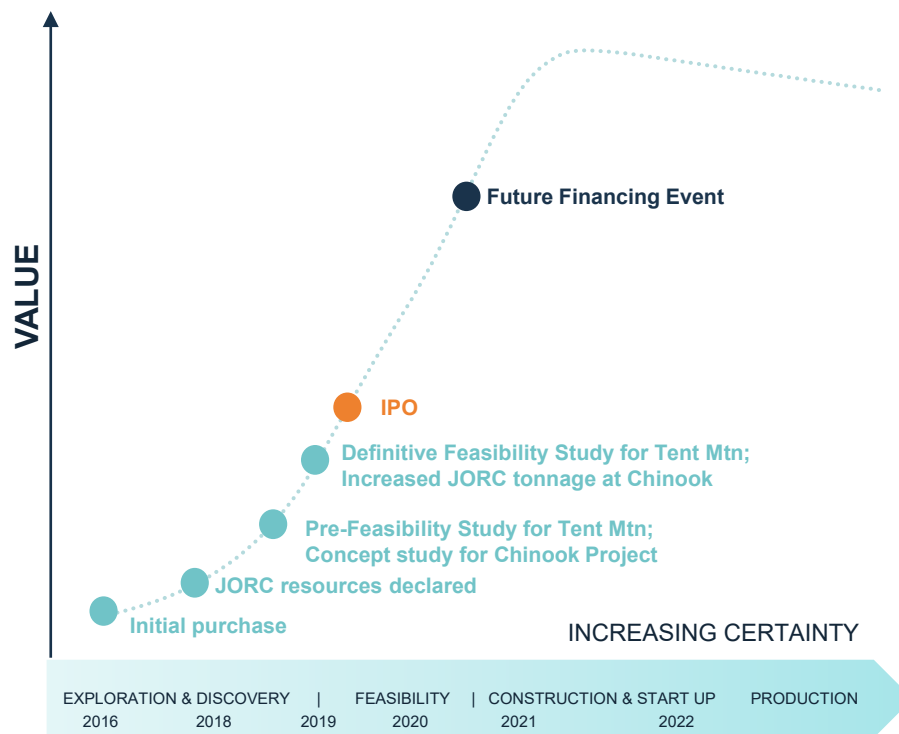 VALUE
Future Financing Event
IPO
Definitive Feasibility Study for Tent Mtn;
Increased JORC tonnage at Chinook
Pre-Feasibility Study for Tent Mtn;
Concept study for Chinook Project
JORC resources declared
Initial purchase
INCREASING CERTAINTY
EXPLORATION & DISCOVERY | FEASIBILITY | CONSTRUCTION & START UP PRODUCTION
2016 2018 2019 2020 2021 2022